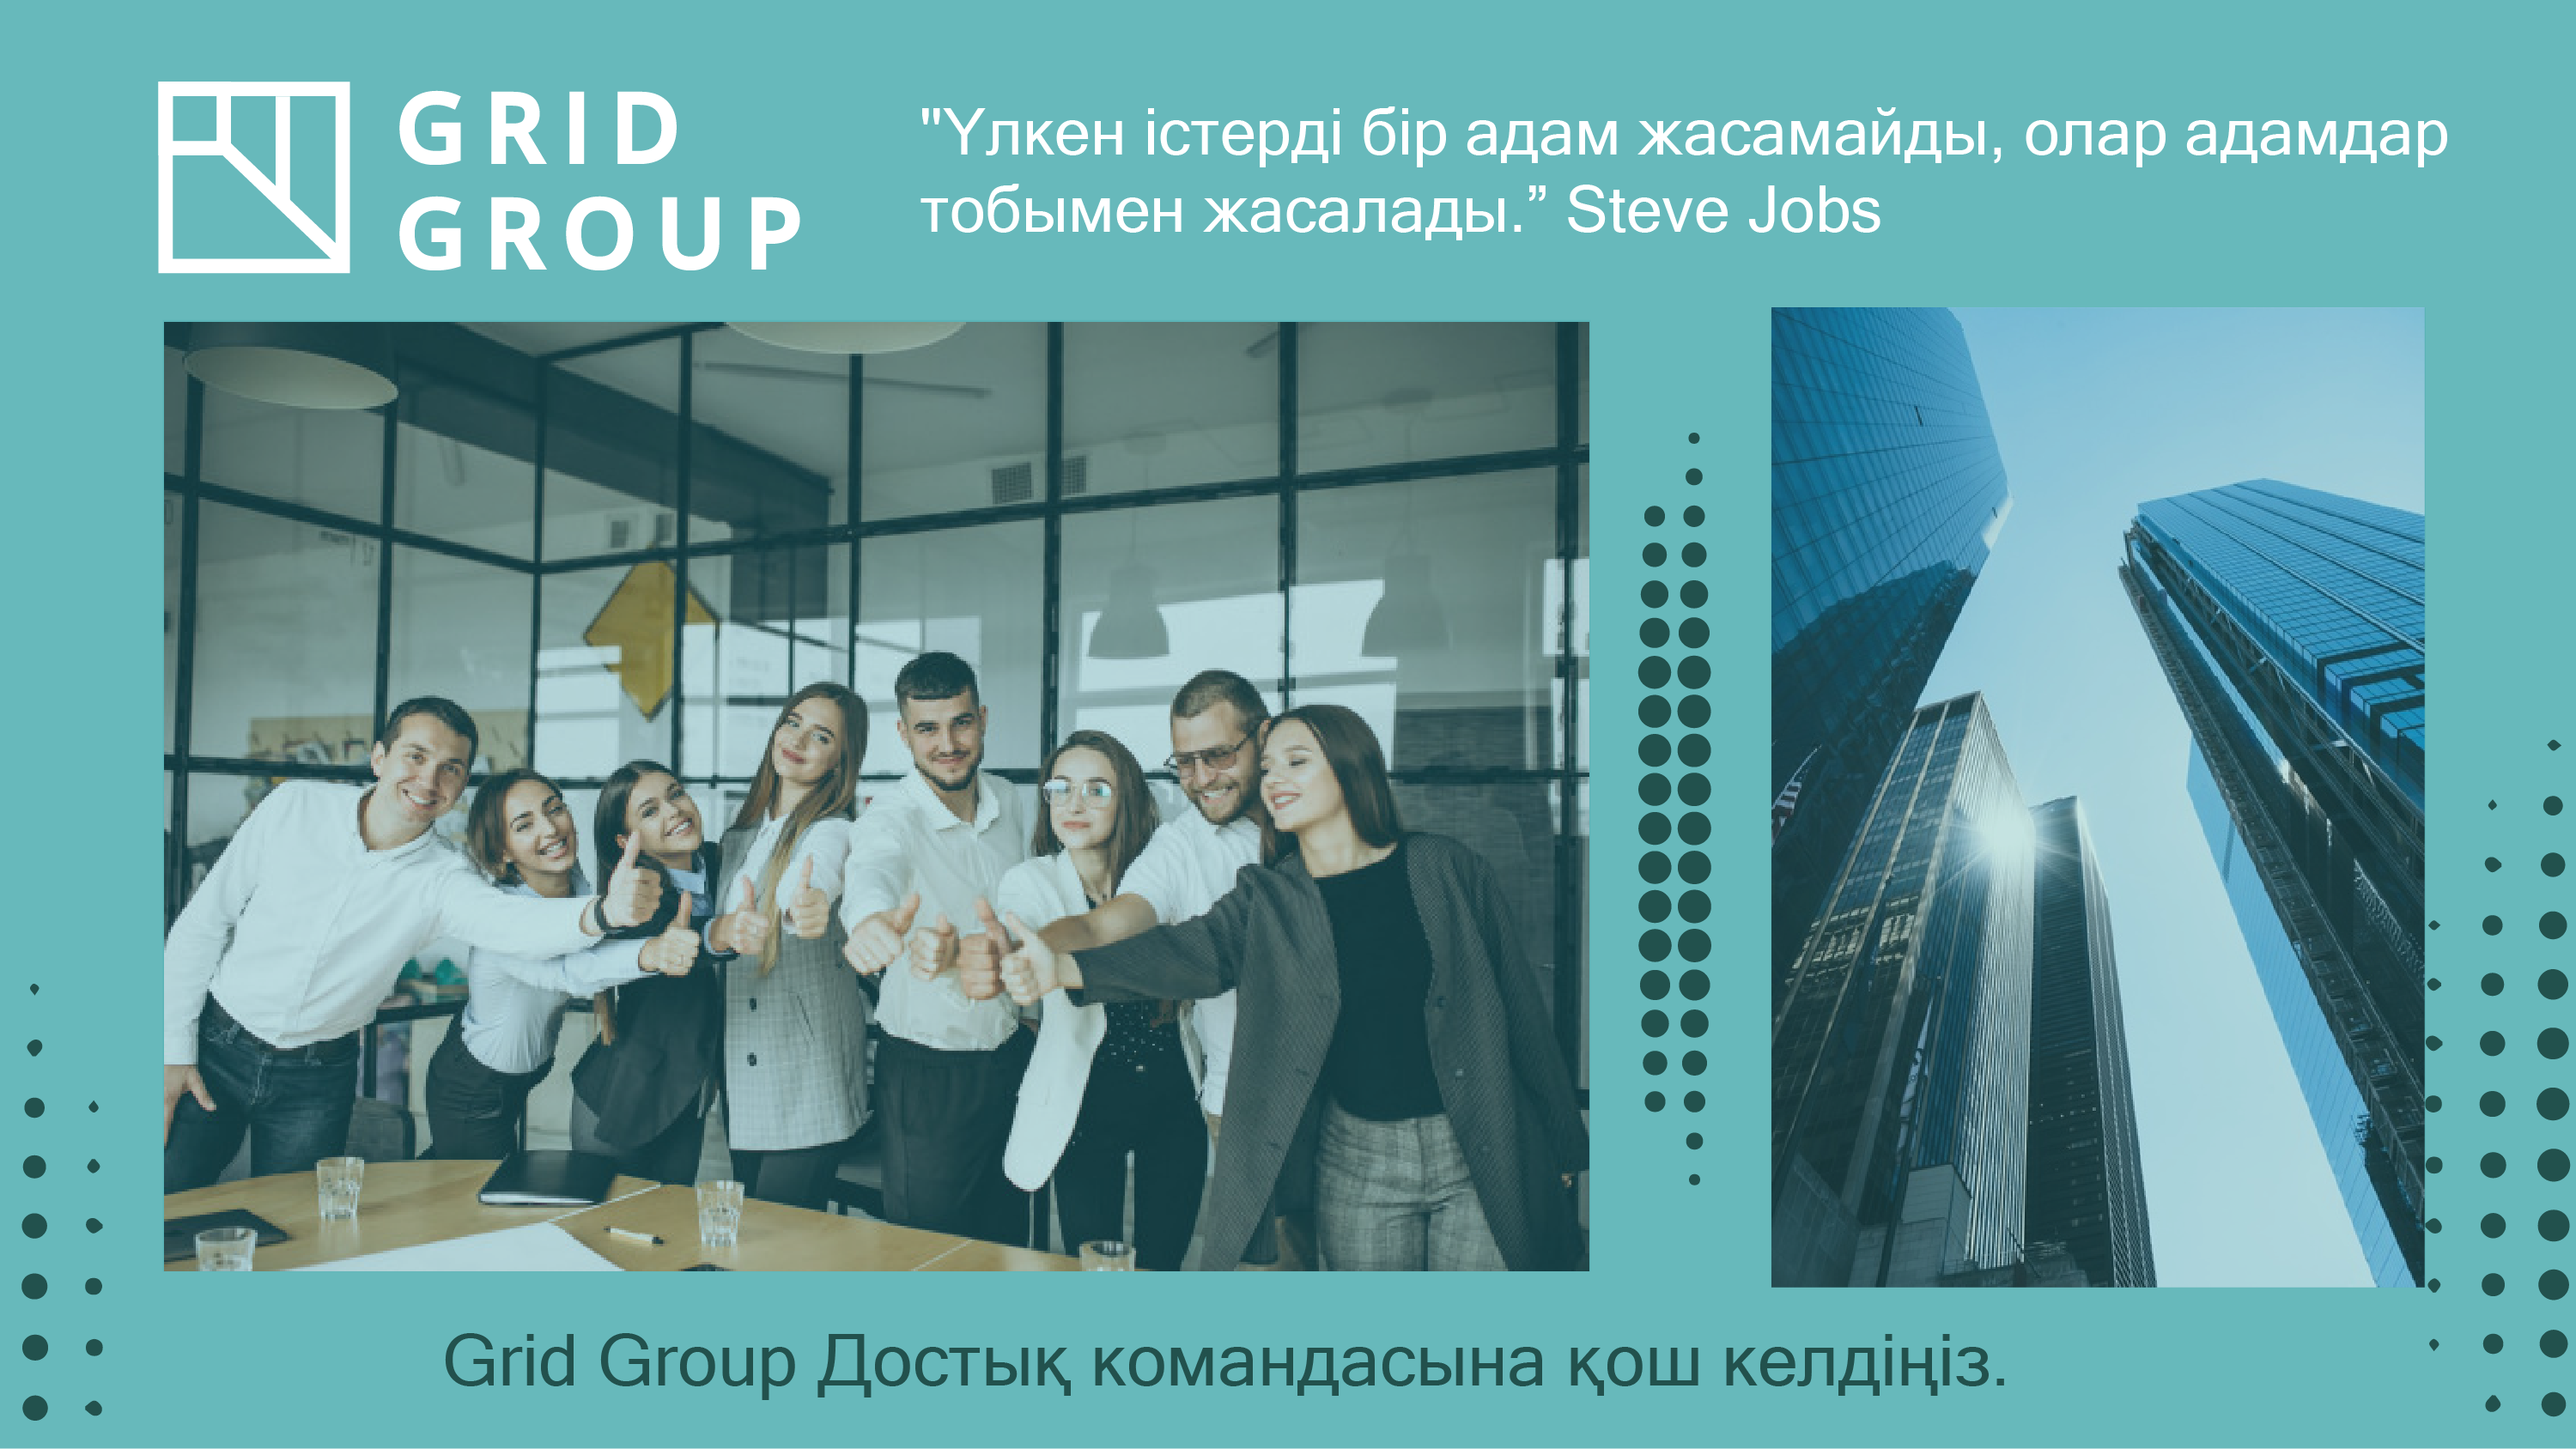 GRID
GROUP
"Үлкен істерді бір адам жасамайды, олар адамдар
тобымен жасалады.” Steve Jobs
Grid Group Достық командасына қош келдіңіз.